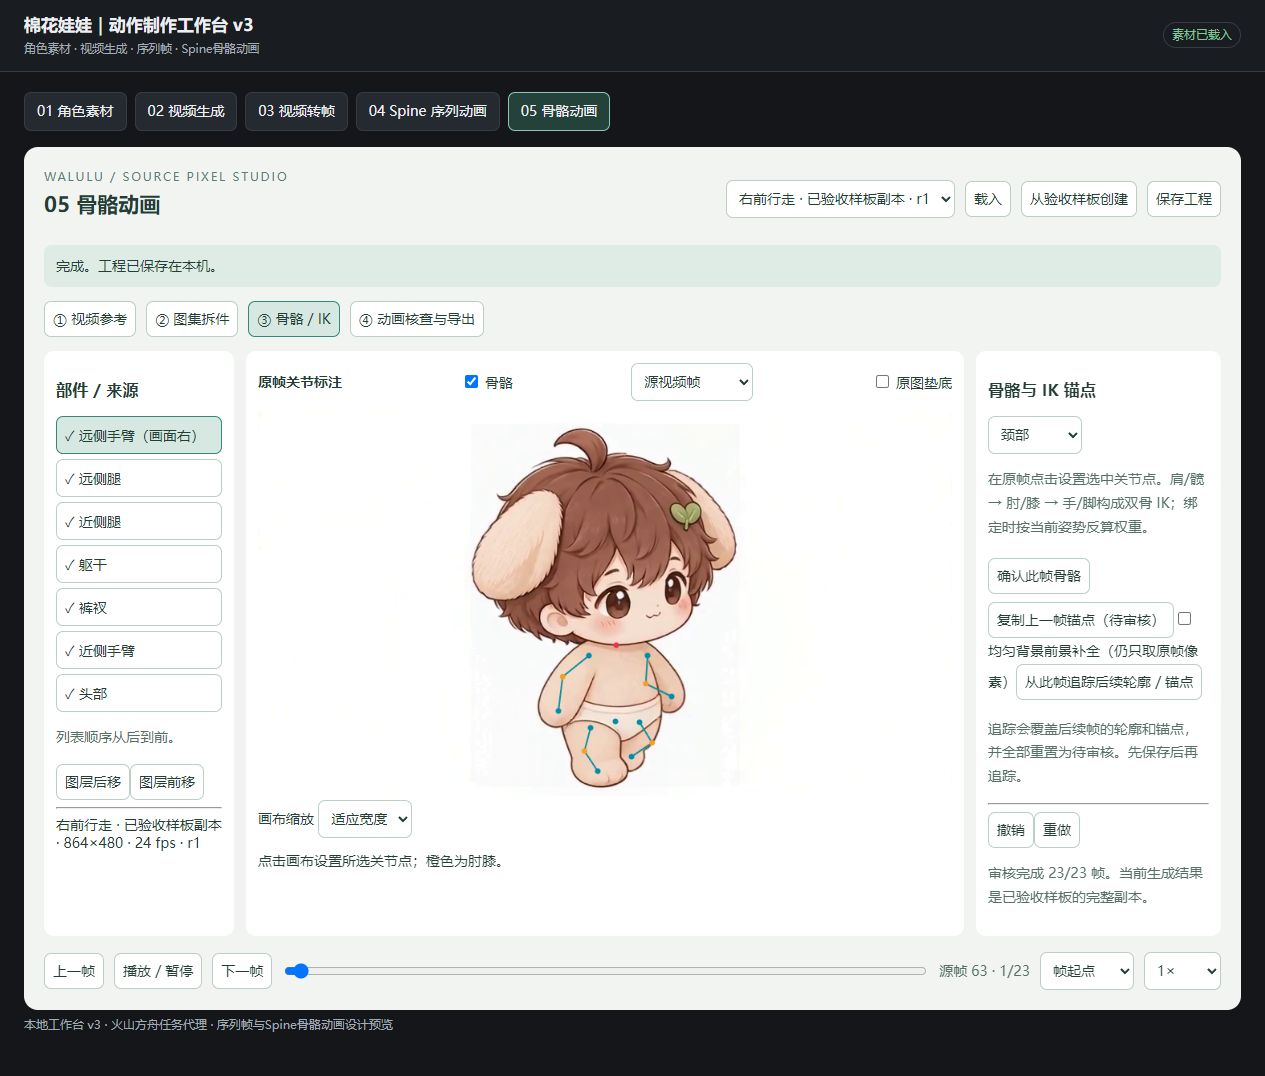 棉花娃娃 | 动作制作工作台 v3
角色素材 · 视频生成 · 序列帧 · Spine骨骼动画
素材已载入
01 角色素材
02 视频生成
03 视频转帧
04 Spine 序列动画
05 骨骼动画
WALULU / SOURCE PIXEL STUDIO
05 骨骼动画
右前行走 · 已验收样板副本 · r1
载入
从验收样板创建
保存工程
完成。工程已保存在本机。
① 视频参考
② 图集拆件
③ 骨骼 / IK
④ 动画核查与导出
部件 / 来源
✓ 远侧手臂（画面右）
✓ 远侧腿
✓ 近侧腿
✓ 躯干
✓ 裤衩
✓ 近侧手臂
✓ 头部
列表顺序从后到前。
图层后移
图层前移
右前行走 · 已验收样板副本
· 864×480 · 24 fps · r1
原帧关节标注
骨骼
源视频帧
原图垫底
画布缩放
适应宽度
点击画布设置所选关节点；橙色为肘膝。
骨骼与 IK 锚点
颈部
在原帧点击设置选中关节点。肩/髋
→ 肘/膝 → 手/脚构成双骨 IK；绑
定时按当前姿势反算权重。
确认此帧骨骼
复制上一帧锚点（待审核）
均匀背景前景补全（仍只取原帧像
素）
从此帧追踪后续轮廓 / 锚点
追踪会覆盖后续帧的轮廓和锚点，
并全部重置为待审核。先保存后再
追踪。
撤销
重做
审核完成 23/23 帧。当前生成结果
是已验收样板的完整副本。
上一帧
播放 / 暂停
下一帧
源帧 63 · 1/23
帧起点
1×
本地工作台 v3 · 火山方舟任务代理 · 序列帧与Spine骨骼动画设计预览